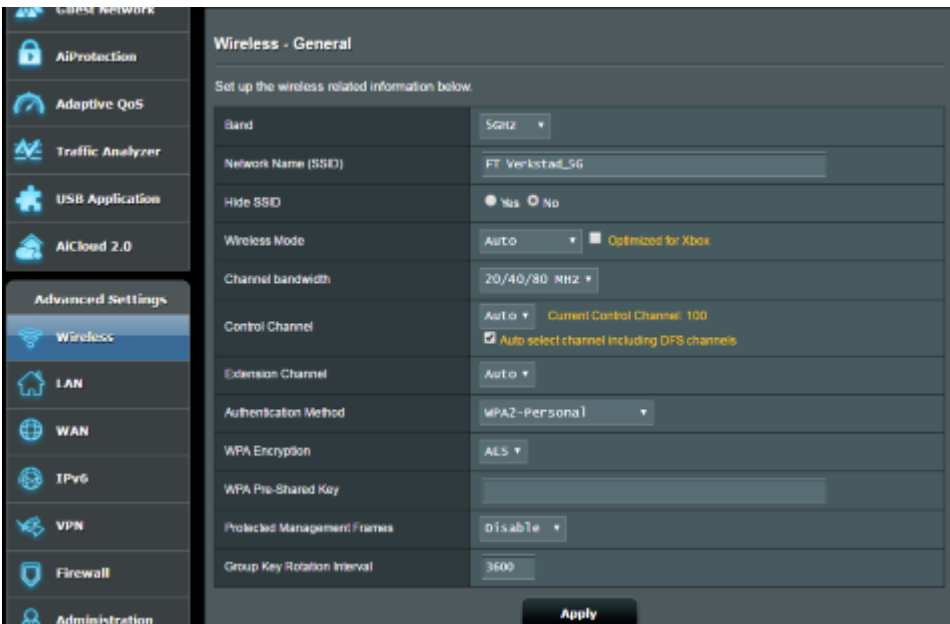 Guest Network
AiProtection
Adaptive QoS
Traffic Analyzer
USB Application
AiCloud 2.0
Advanced Settings
Wireless
LAN
WAN
IPv6
VPN
Firewall
Administration
Wireless - General
Set up the wireless related information below.
Band 5GHz
Network Name (SSID) FT Verkstad_5G
Hide SSID Yes No
Wireless Mode Auto Optimized for Xbox
Channel bandwidth 20/40/80 MHz
Control Channel Auto Current Control Channel: 100
Auto select channel including DFS channels
Extension Channel Auto
Authentication Method WPA2-Personal
WPA Encryption AES
WPA Pre-Shared Key
Protected Management Frames Disable
Group Key Rotation Interval 3600
Apply